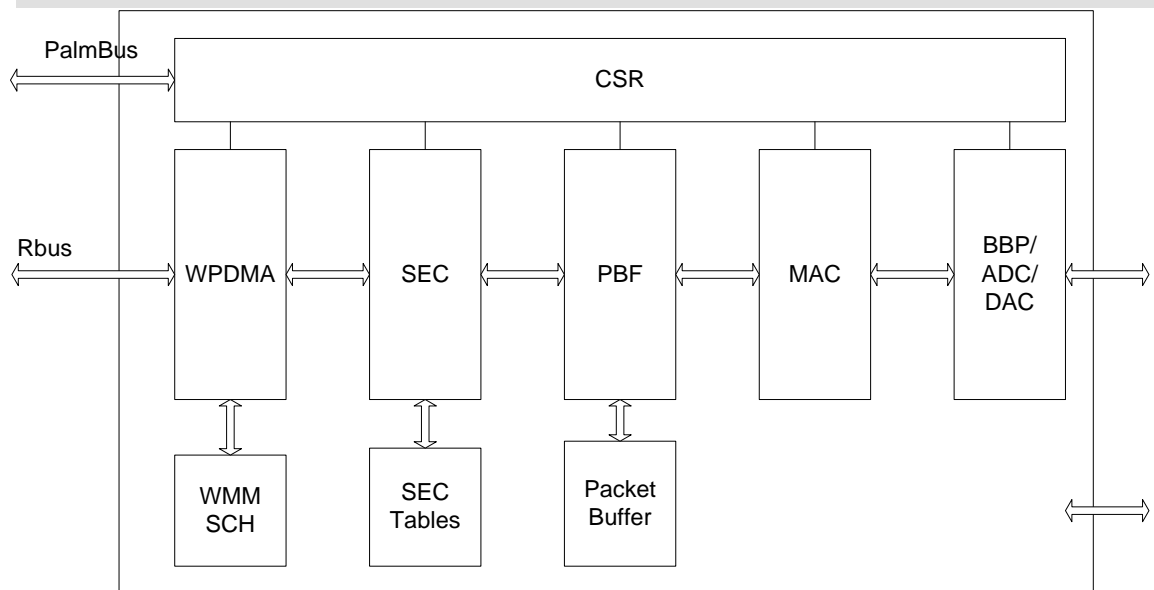 PalmBus
CSR
Rbus
WPDMA
SEC
PBF
MAC
BBP/
ADC/
DAC
WMM
SCH
SEC
Tables
Packet
Buffer